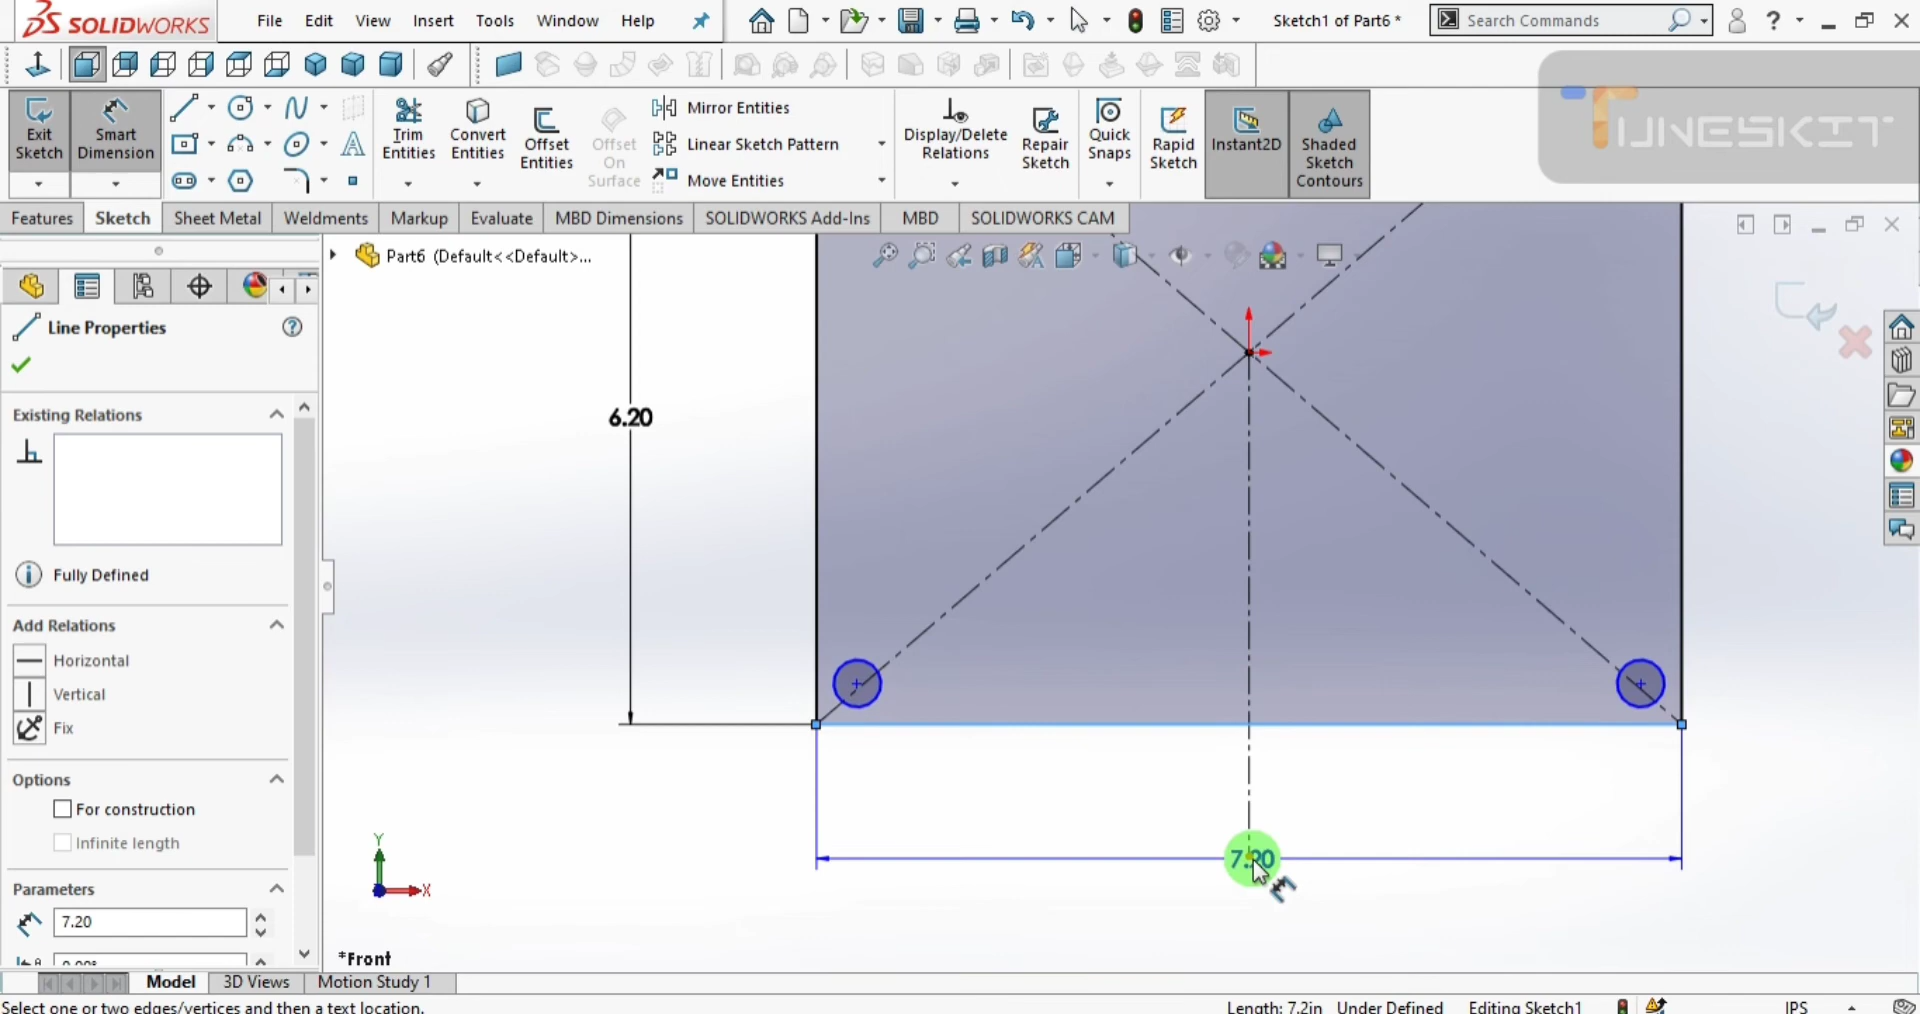 SOLIDWORKS File Edit View Insert Tools Window Help Sketch1 of Part6 * Search Commands ?
TUNESKIT
Exit Sketch Smart Dimension Trim Entities Convert Entities Offset Entities Offset On Surface Mirror Entities Linear Sketch Pattern Move Entities Display/Delete Relations Repair Sketch Quick Snaps Rapid Sketch Instant2D Shaded Sketch Contours
Features Sketch Sheet Metal Weldments Markup Evaluate MBD Dimensions SOLIDWORKS Add-Ins MBD SOLIDWORKS CAM
Part6 (Default<<Default>...
Line Properties
Existing Relations
Fully Defined
Add Relations
Horizontal
Vertical
Fix
Options
For construction
Infinite length
Parameters
7.20
6.20
7.20
Y
X
*Front
Model 3D Views Motion Study 1
Select one or two edges/vertices and then a text location. Length: 7.2in Under Defined Editing Sketch1 IPS